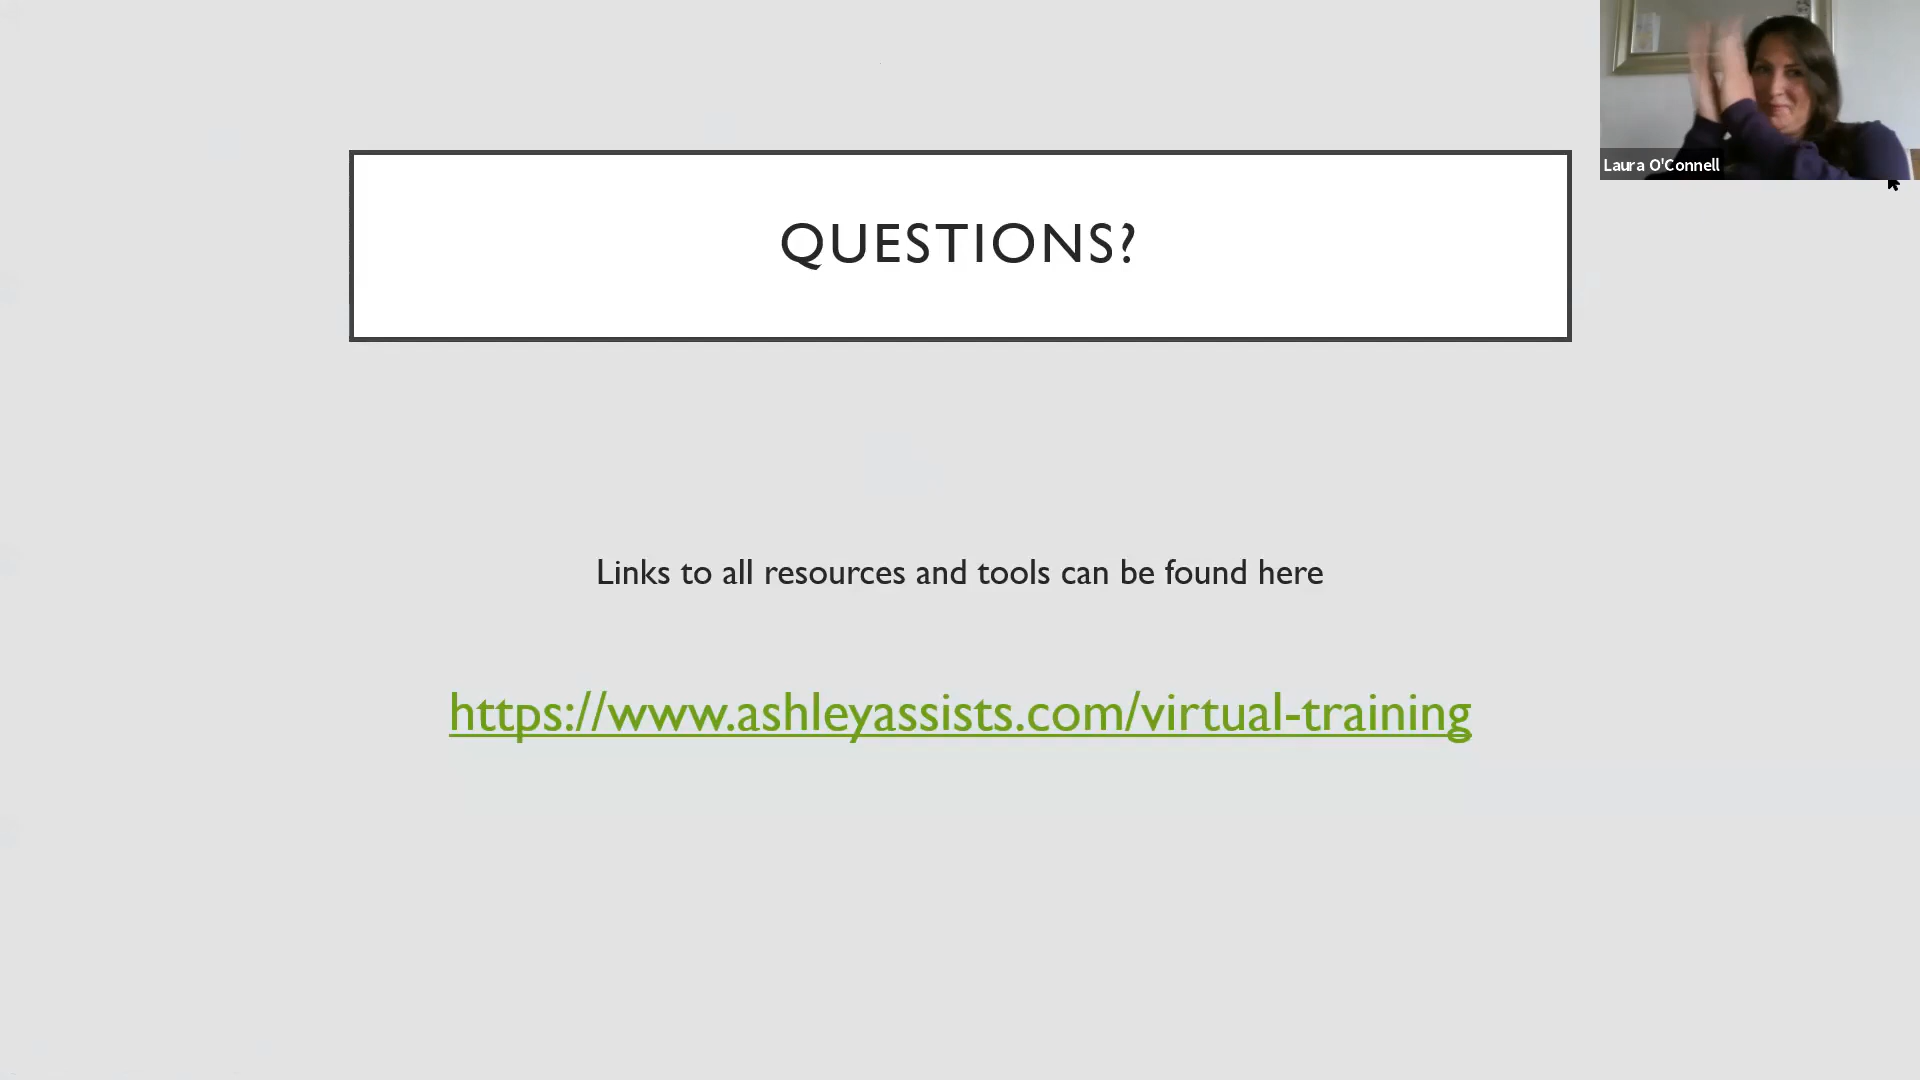 Laura O'Connell
QUESTIONS?
Links to all resources and tools can be found here
https://www.ashleyassists.com/virtual-training